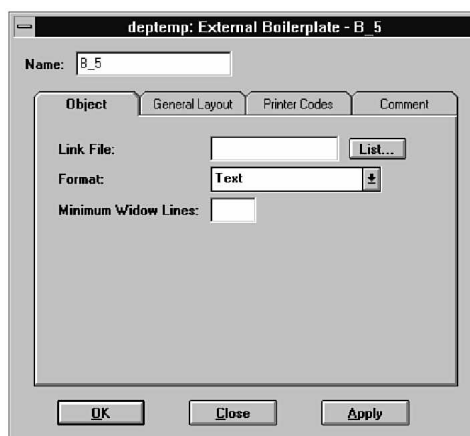 deptemp: External Boilerplate - B_5
Name: B_5
Object General Layout Printer Codes Comment
Link File: List...
Format: Text
Minimum Widow Lines:
OK Close Apply